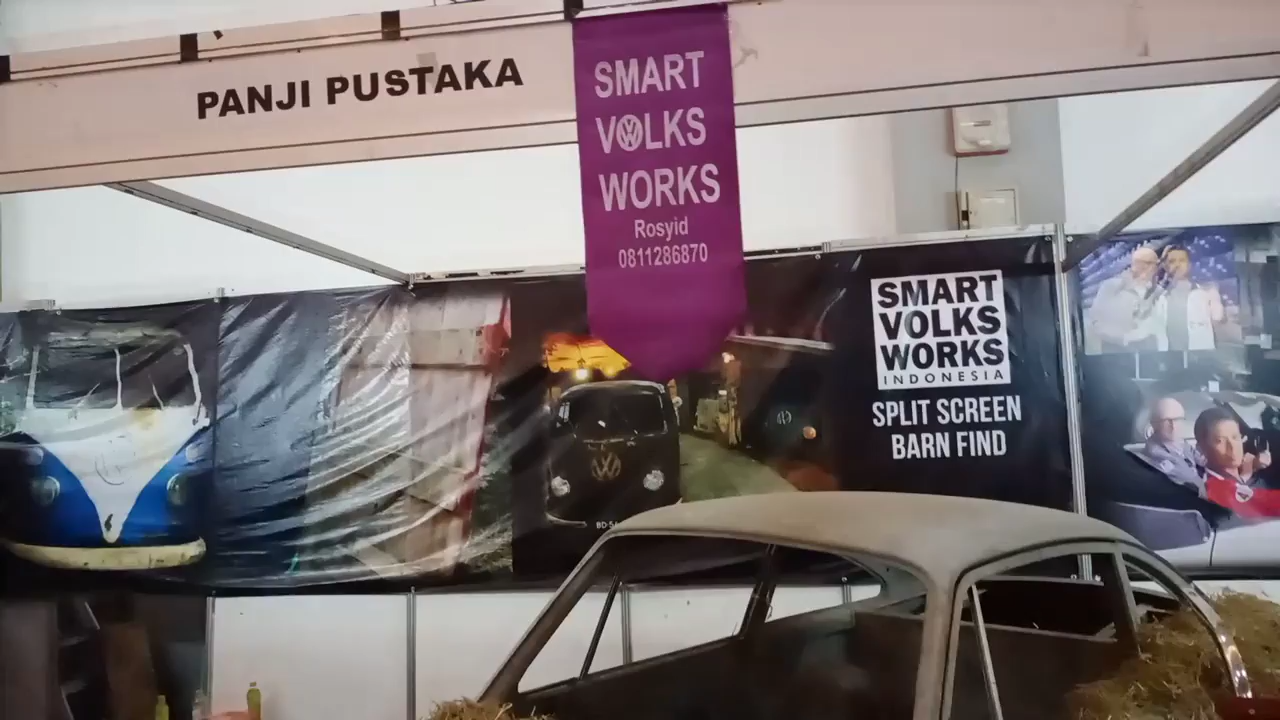 PANJI PUSTAKA
SMART
VOLKS
WORKS
Rosyid
0811286870
SMART
VOLKS
WORKS
INDONESIA
SPLIT SCREEN
BARN FIND